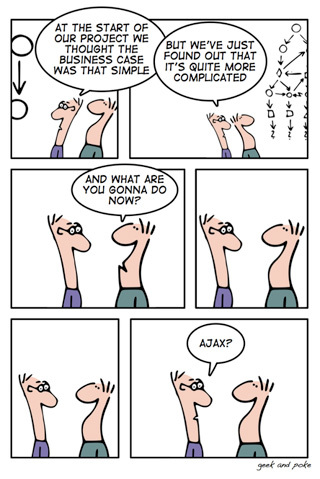 AT THE START OF
OUR PROJECT WE
THOUGHT THE
BUSINESS CASE
WAS THAT SIMPLE
BUT WE'VE JUST
FOUND OUT THAT
IT'S QUITE MORE
COMPLICATED
AND WHAT ARE
YOU GONNA DO
NOW?
AJAX?
geek and poke